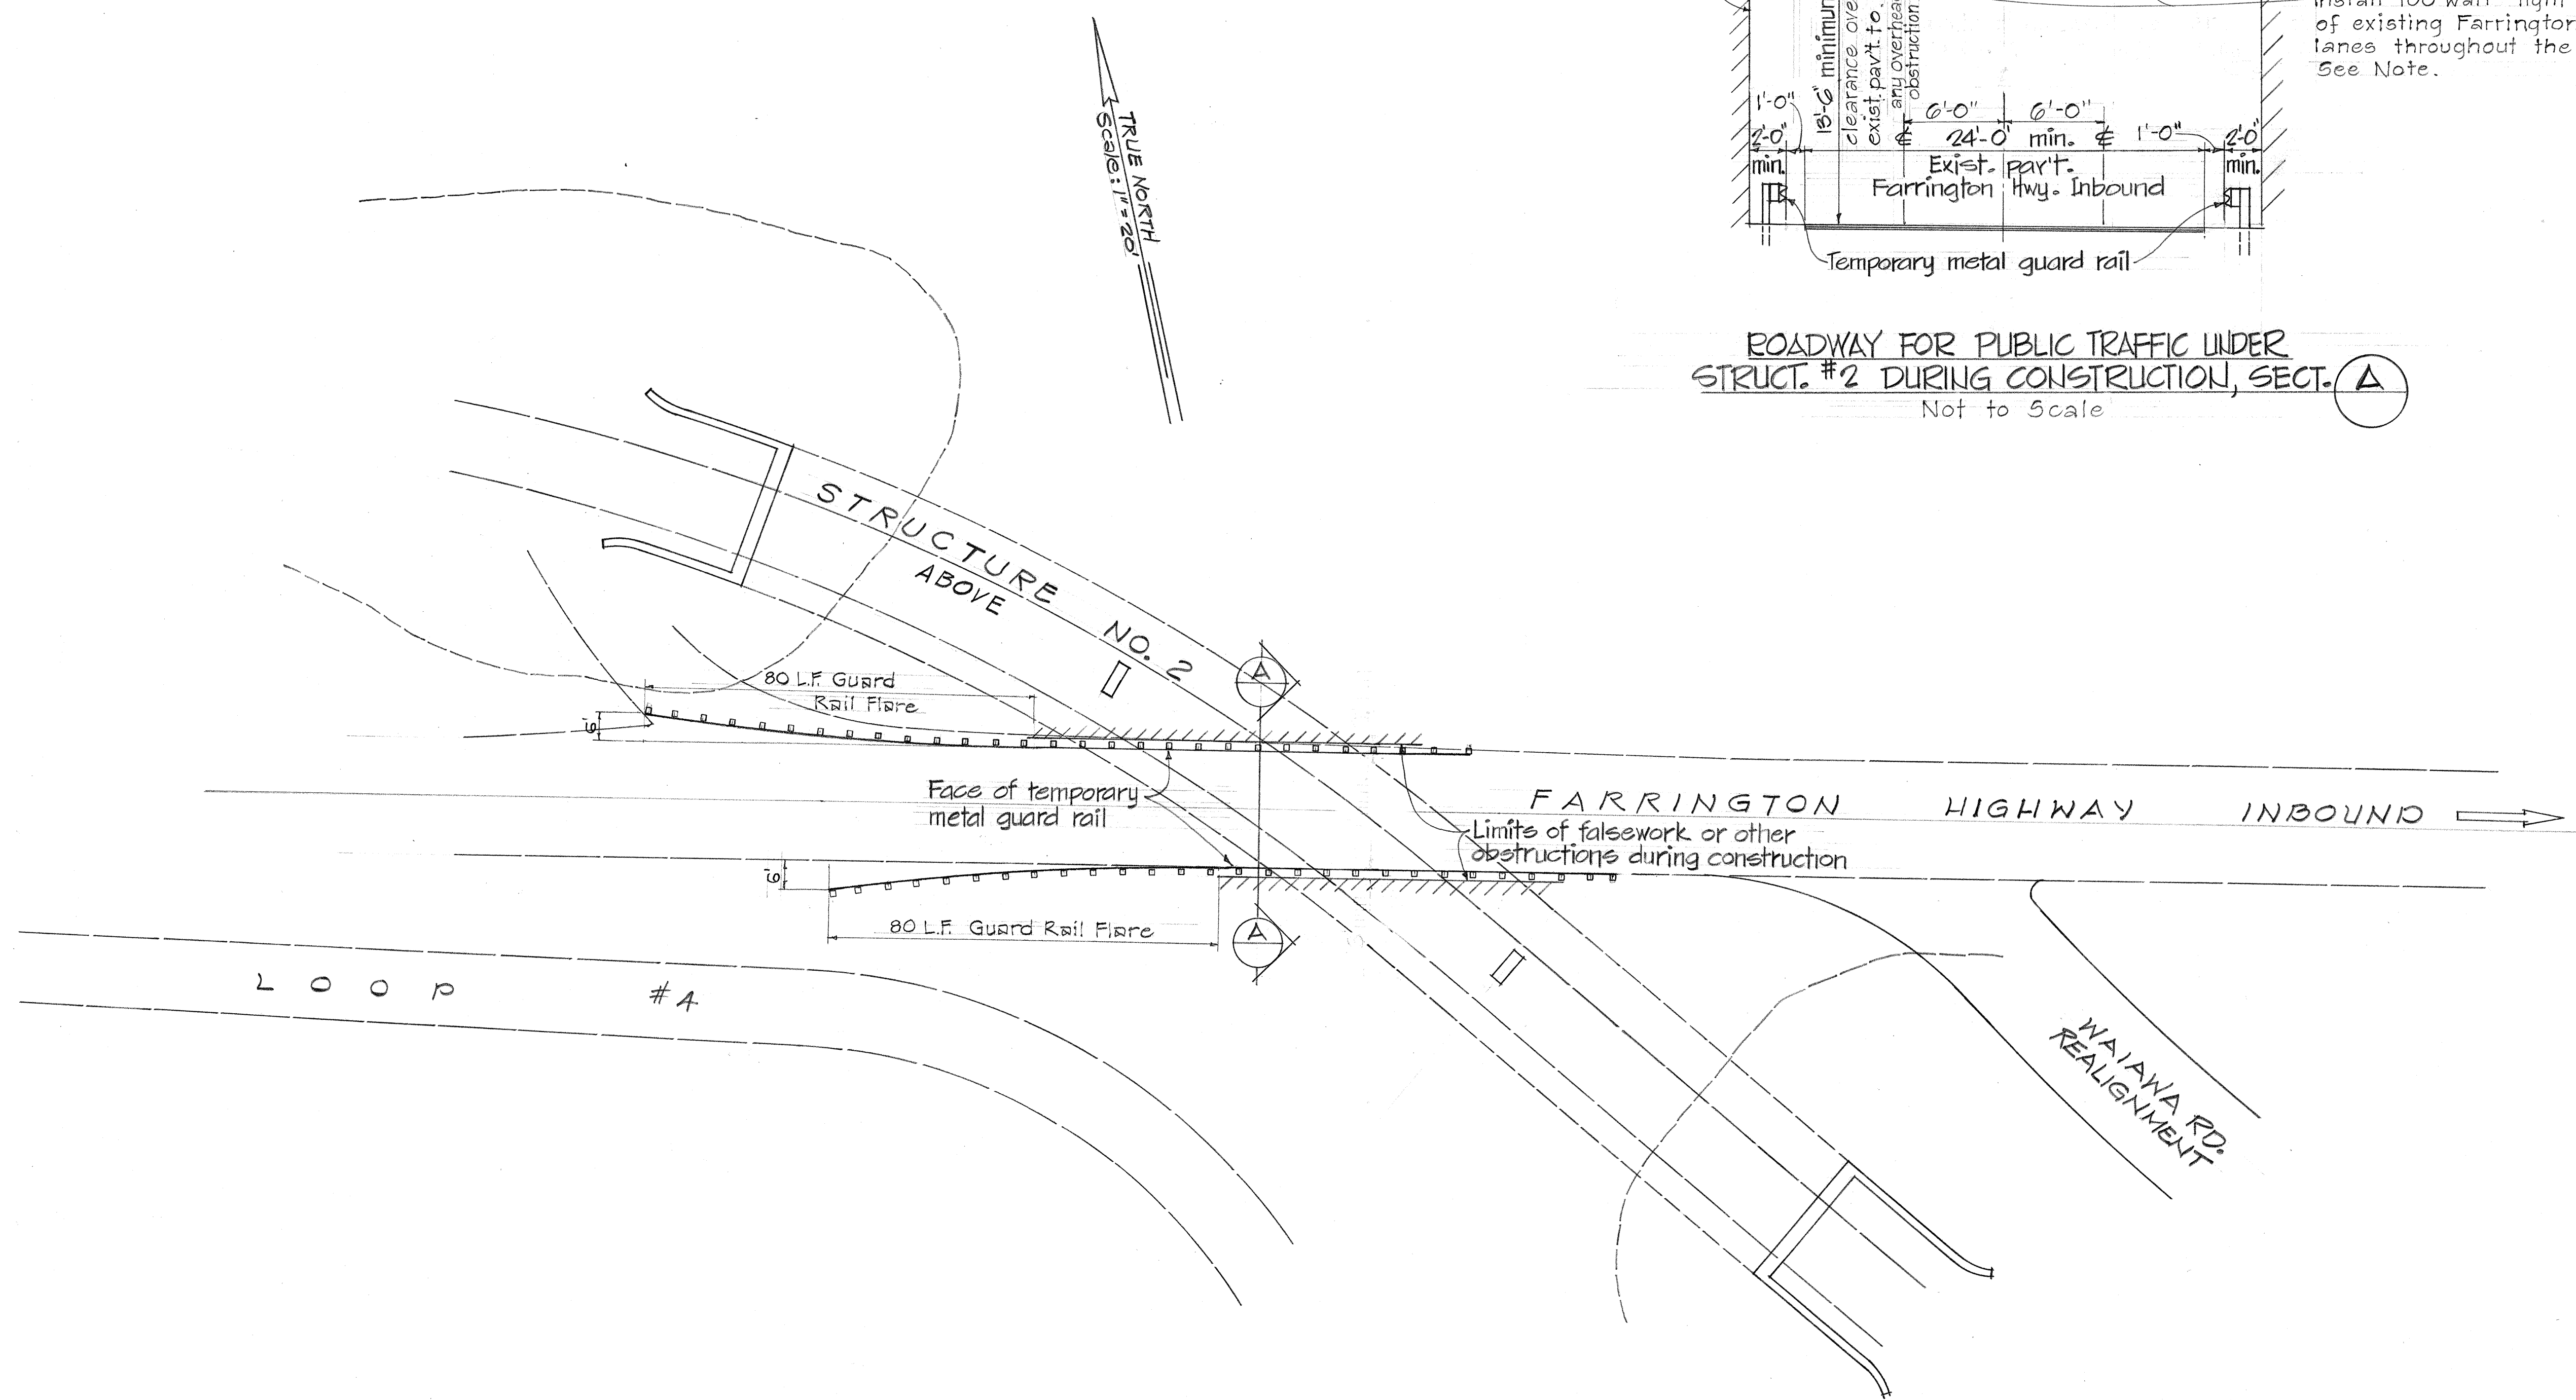 Install 100 watt light
of existing Farrington
lanes throughout the
See Note.
13'-6" minimum
clearance over
exist. pav't. to
any overhead
obstruction
1'-0"
6'-0" 6'-0"
2'-0" 24'-0" min. 1'-0" 2'-0"
min. Exist. pav't. min.
Farrington Hwy. Inbound
Temporary metal guard rail
ROADWAY FOR PUBLIC TRAFFIC UNDER
STRUCT. #2 DURING CONSTRUCTION, SECT. A
Not to Scale
TRUE NORTH
Scale: 1" = 20'
STRUCTURE NO. 2
ABOVE
A
80 L.F. Guard
Rail Flare
6'
Face of temporary
metal guard rail
FARRINGTON HIGHWAY INBOUND
Limits of falsework or other
obstructions during construction
6'
80 L.F. Guard Rail Flare
A
LOOP #4
WAIAWA RD.
REALIGNMENT